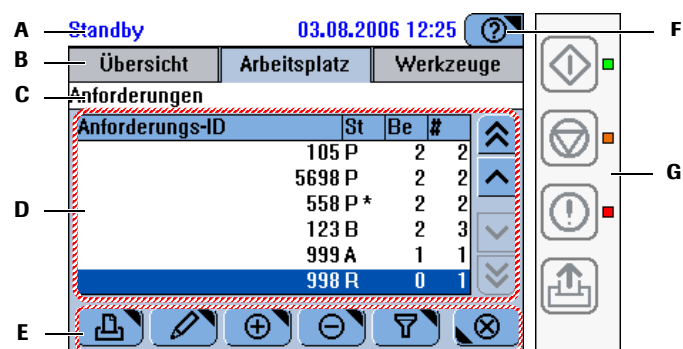 A Standby 03.08.2006 12:25 ? F
B Übersicht Arbeitsplatz Werkzeuge
C Anforderungen
Anforderungs-ID St Be #
105 P 2 2
5698 P 2 2
G
558 P * 2 2
D
123 B 2 3
999 A 1 1
998 R 0 1
E